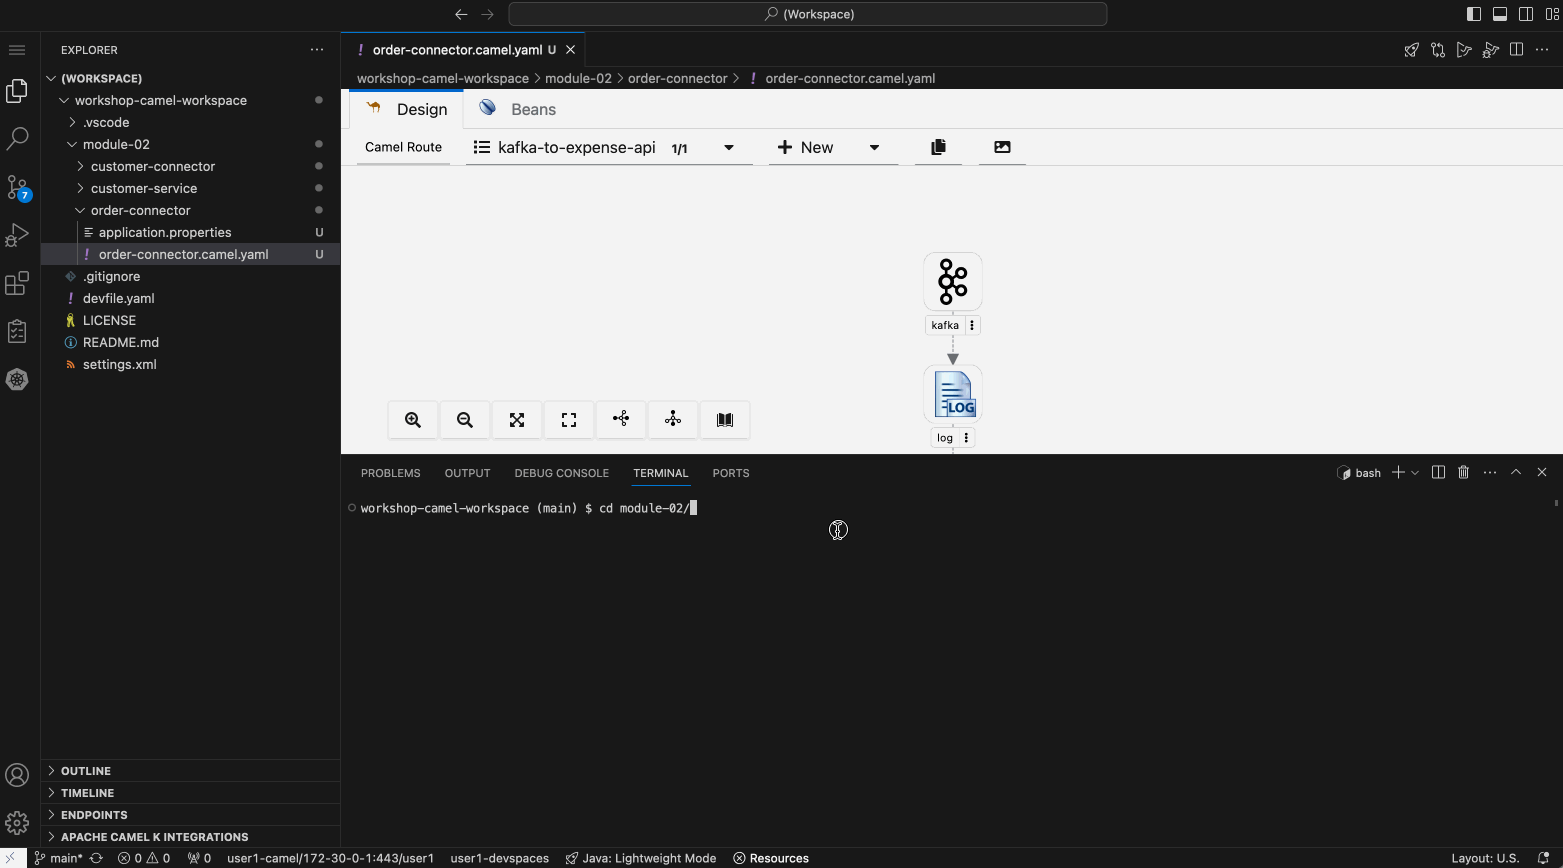 (Workspace)
EXPLORER
order-connector.camel.yaml U
(WORKSPACE)
workshop-camel-workspace > module-02 > order-connector > ! order-connector.camel.yaml
workshop-camel-workspace
Design
Beans
.vscode
module-02
Camel Route
kafka-to-expense-api 1/1
New
customer-connector
customer-service
order-connector
application.properties U
order-connector.camel.yaml U
.gitignore
devfile.yaml
LICENSE
README.md
settings.xml
7
kafka
LOG
log
PROBLEMS OUTPUT DEBUG CONSOLE TERMINAL PORTS
bash
workshop-camel-workspace (main) $ cd module-02/
OUTLINE
TIMELINE
ENDPOINTS
APACHE CAMEL K INTEGRATIONS
main* 0 0 0 user1-camel/172-30-0-1:443/user1 user1-devspaces Java: Lightweight Mode Resources Layout: U.S.